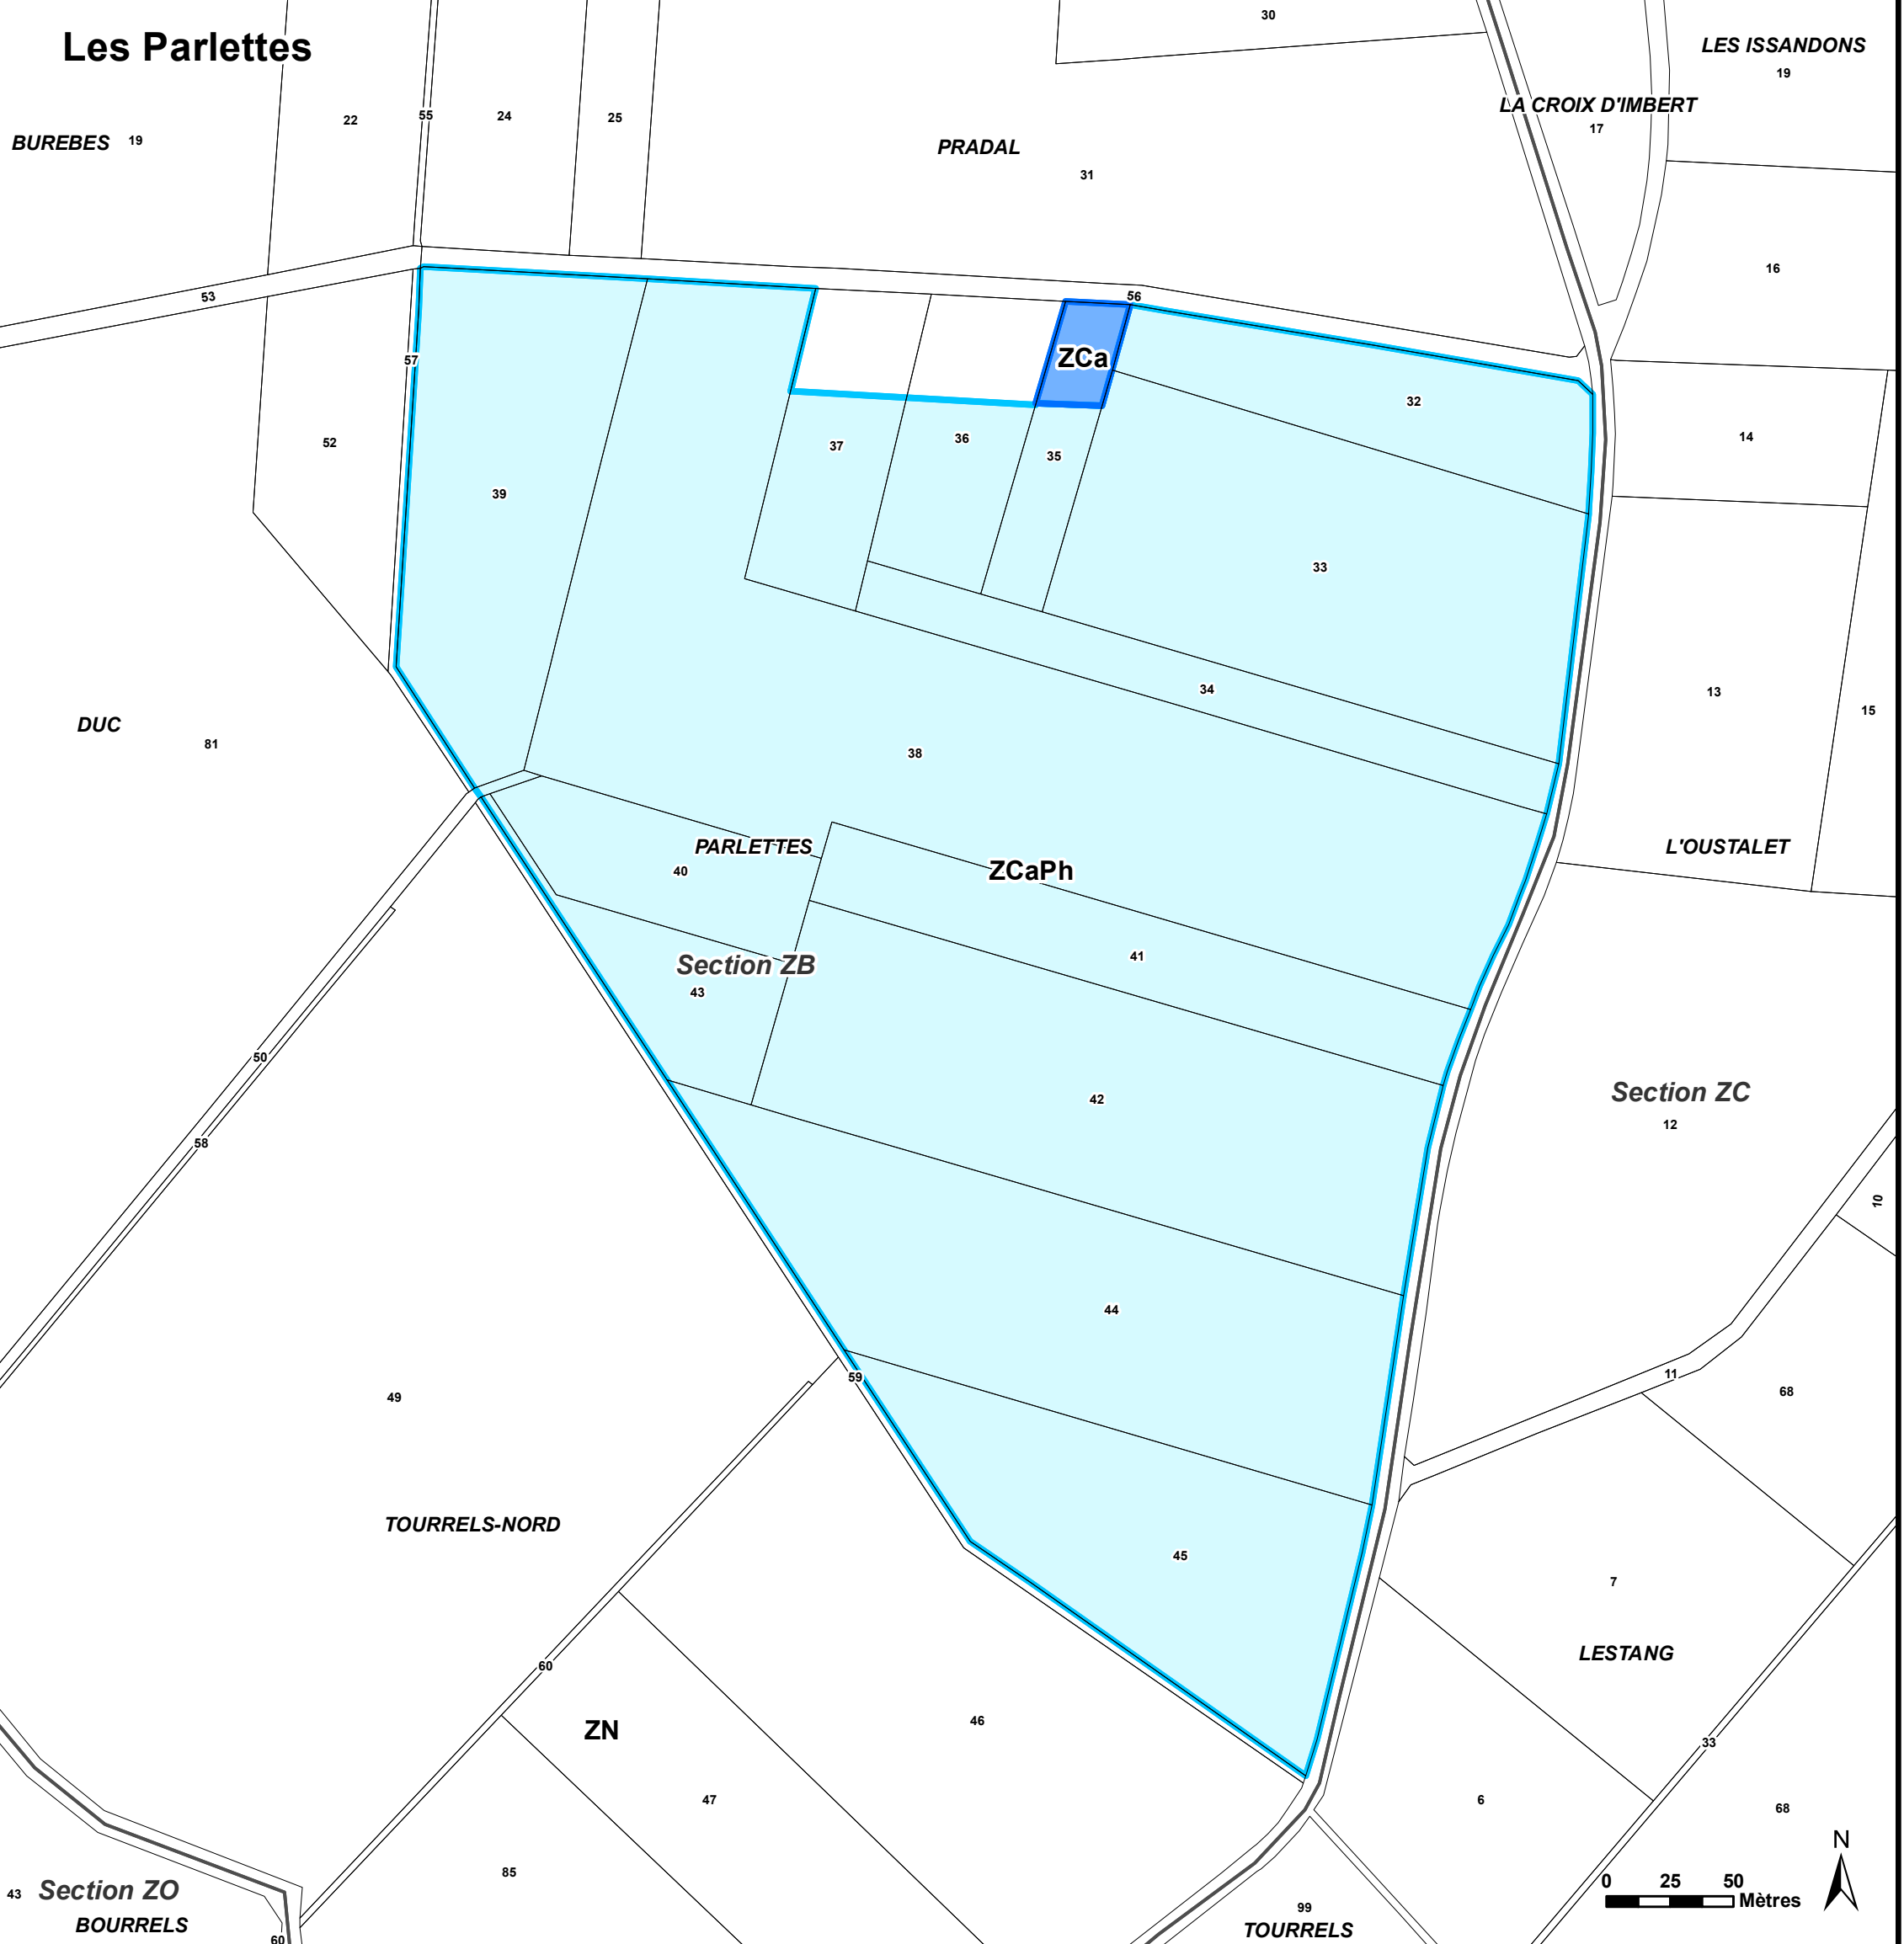 30
Les Parlettes
LES ISSANDONS
19
LA CROIX D'IMBERT
22
55
24
25
17
BUREBES 19
PRADAL
31
16
53
56
57
ZCa
32
14
52
37
36
35
39
33
34
13
15
DUC
81
38
PARLETTES
L'OUSTALET
40
ZCaPh
41
Section ZB
43
50
42
Section ZC
12
58
10
44
11
59
49
68
TOURRELS-NORD
45
7
LESTANG
60
46
ZN
33
47
6
68
N
85
0 25 50
Mètres
43 Section ZO
99
BOURRELS
TOURRELS
60